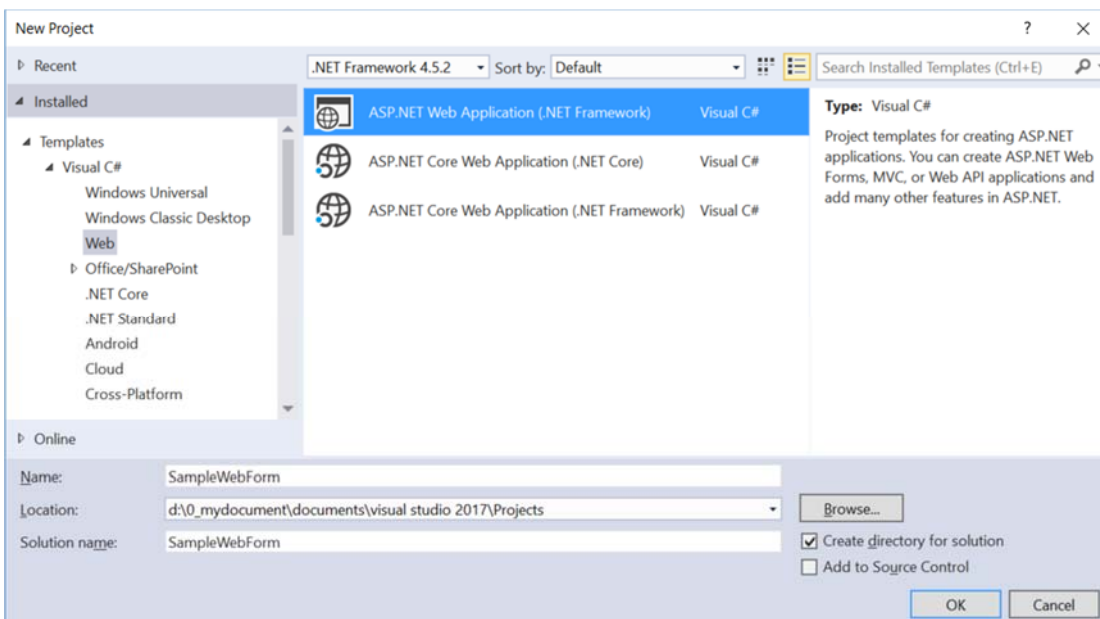 New Project
?
Recent
.NET Framework 4.5.2
Sort by: Default
Search Installed Templates (Ctrl+E)
Installed
Templates
Visual C#
Windows Universal
Windows Classic Desktop
Web
Office/SharePoint
.NET Core
.NET Standard
Android
Cloud
Cross-Platform
Online
ASP.NET Web Application (.NET Framework) Visual C#
ASP.NET Core Web Application (.NET Core) Visual C#
ASP.NET Core Web Application (.NET Framework) Visual C#
Type: Visual C#
Project templates for creating ASP.NET
applications. You can create ASP.NET Web
Forms, MVC, or Web API applications and
add many other features in ASP.NET.
Name: SampleWebForm
Location: d:\0_mydocument\documents\visual studio 2017\Projects
Browse...
Solution name: SampleWebForm
Create directory for solution
Add to Source Control
OK Cancel